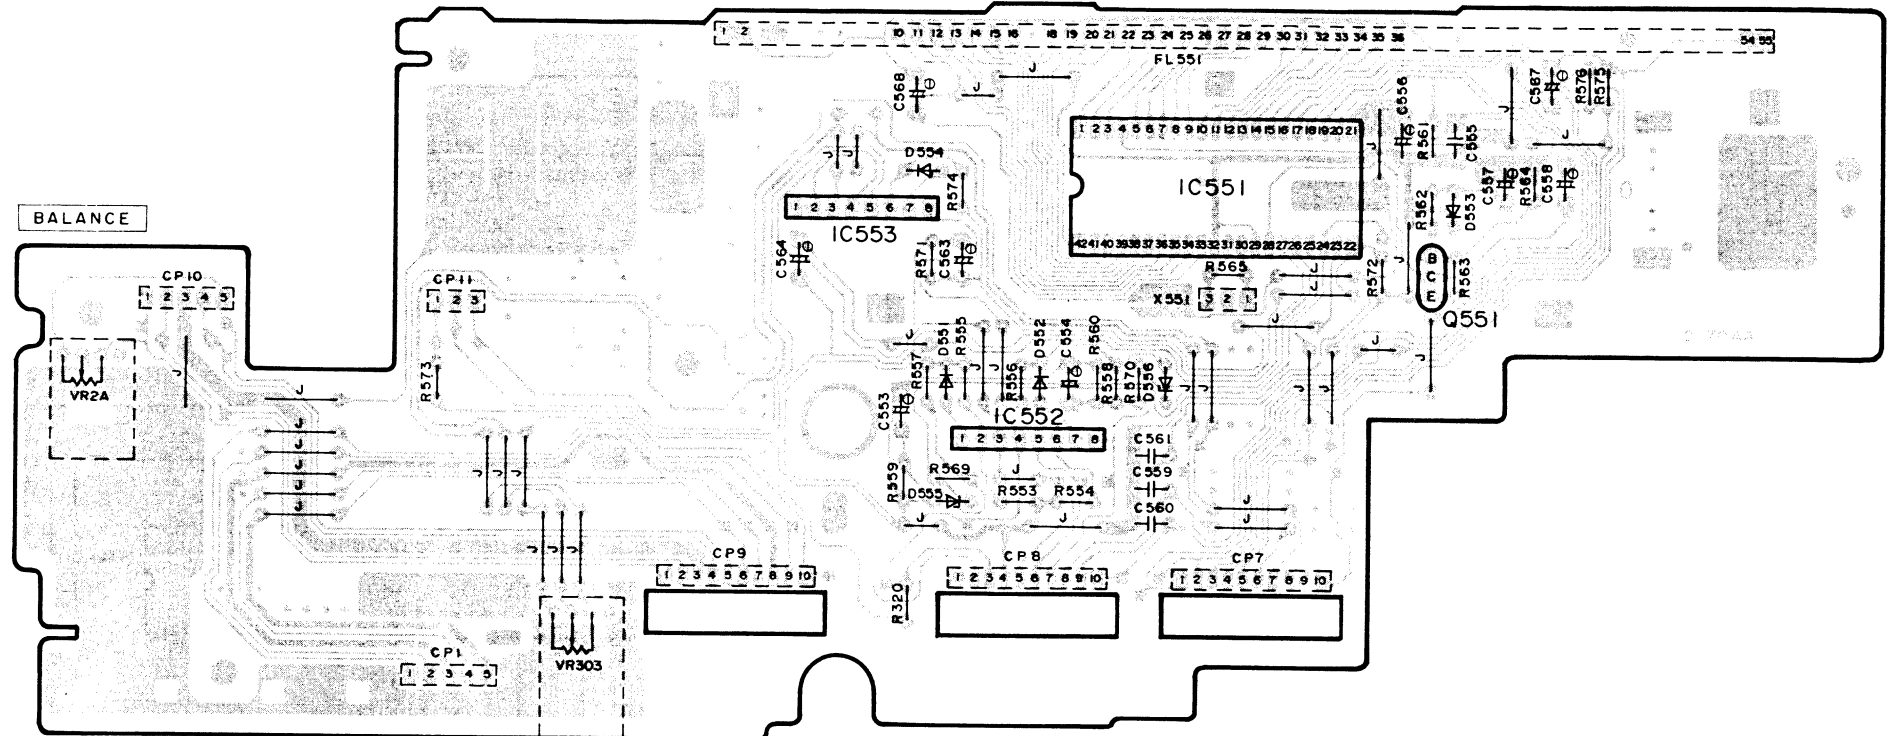 1 2 10 11 12 13 14 15 16 18 19 20 21 22 23 24 25 26 27 28 29 30 31 32 33 34 35 36 54 55
FL551
C568
J
J
C556
R561
C555
J
C567
R576
R575
J
J
1 2 3 4 5 6 7 8 9 10 11 12 13 14 15 16 17 18 19 20 21
IC551
42 41 40 39 38 37 36 35 34 33 32 31 30 29 28 27 26 25 24 23 22
J J
D554
R574
1 2 3 4 5 6 7 8
IC553
C557
R564
C558
R562
D553
BALANCE
C564
R571
C563
R565
J
J
R572
J
B
C
E
R563
Q551
CP10
1 2 3 4 5
CP11
1 2 3
X551
3 2 1
J
J
J
VR2A
J
R573
J
R557
D551
R555
J J
R556
D552
C554
R560
R558
R570
D556
J J
J J
J
C553
IC552
1 2 3 4 5 6 7 8
J
J
J
J
J
J J J
C561
C559
C560
R559
R569
J
D555
R553
R554
J
J
J
J
J J J
CP9
1 2 3 4 5 6 7 8 9 10
CP8
1 2 3 4 5 6 7 8 9 10
CP7
1 2 3 4 5 6 7 8 9 10
R320
CP1
1 2 3 4 5
VR303